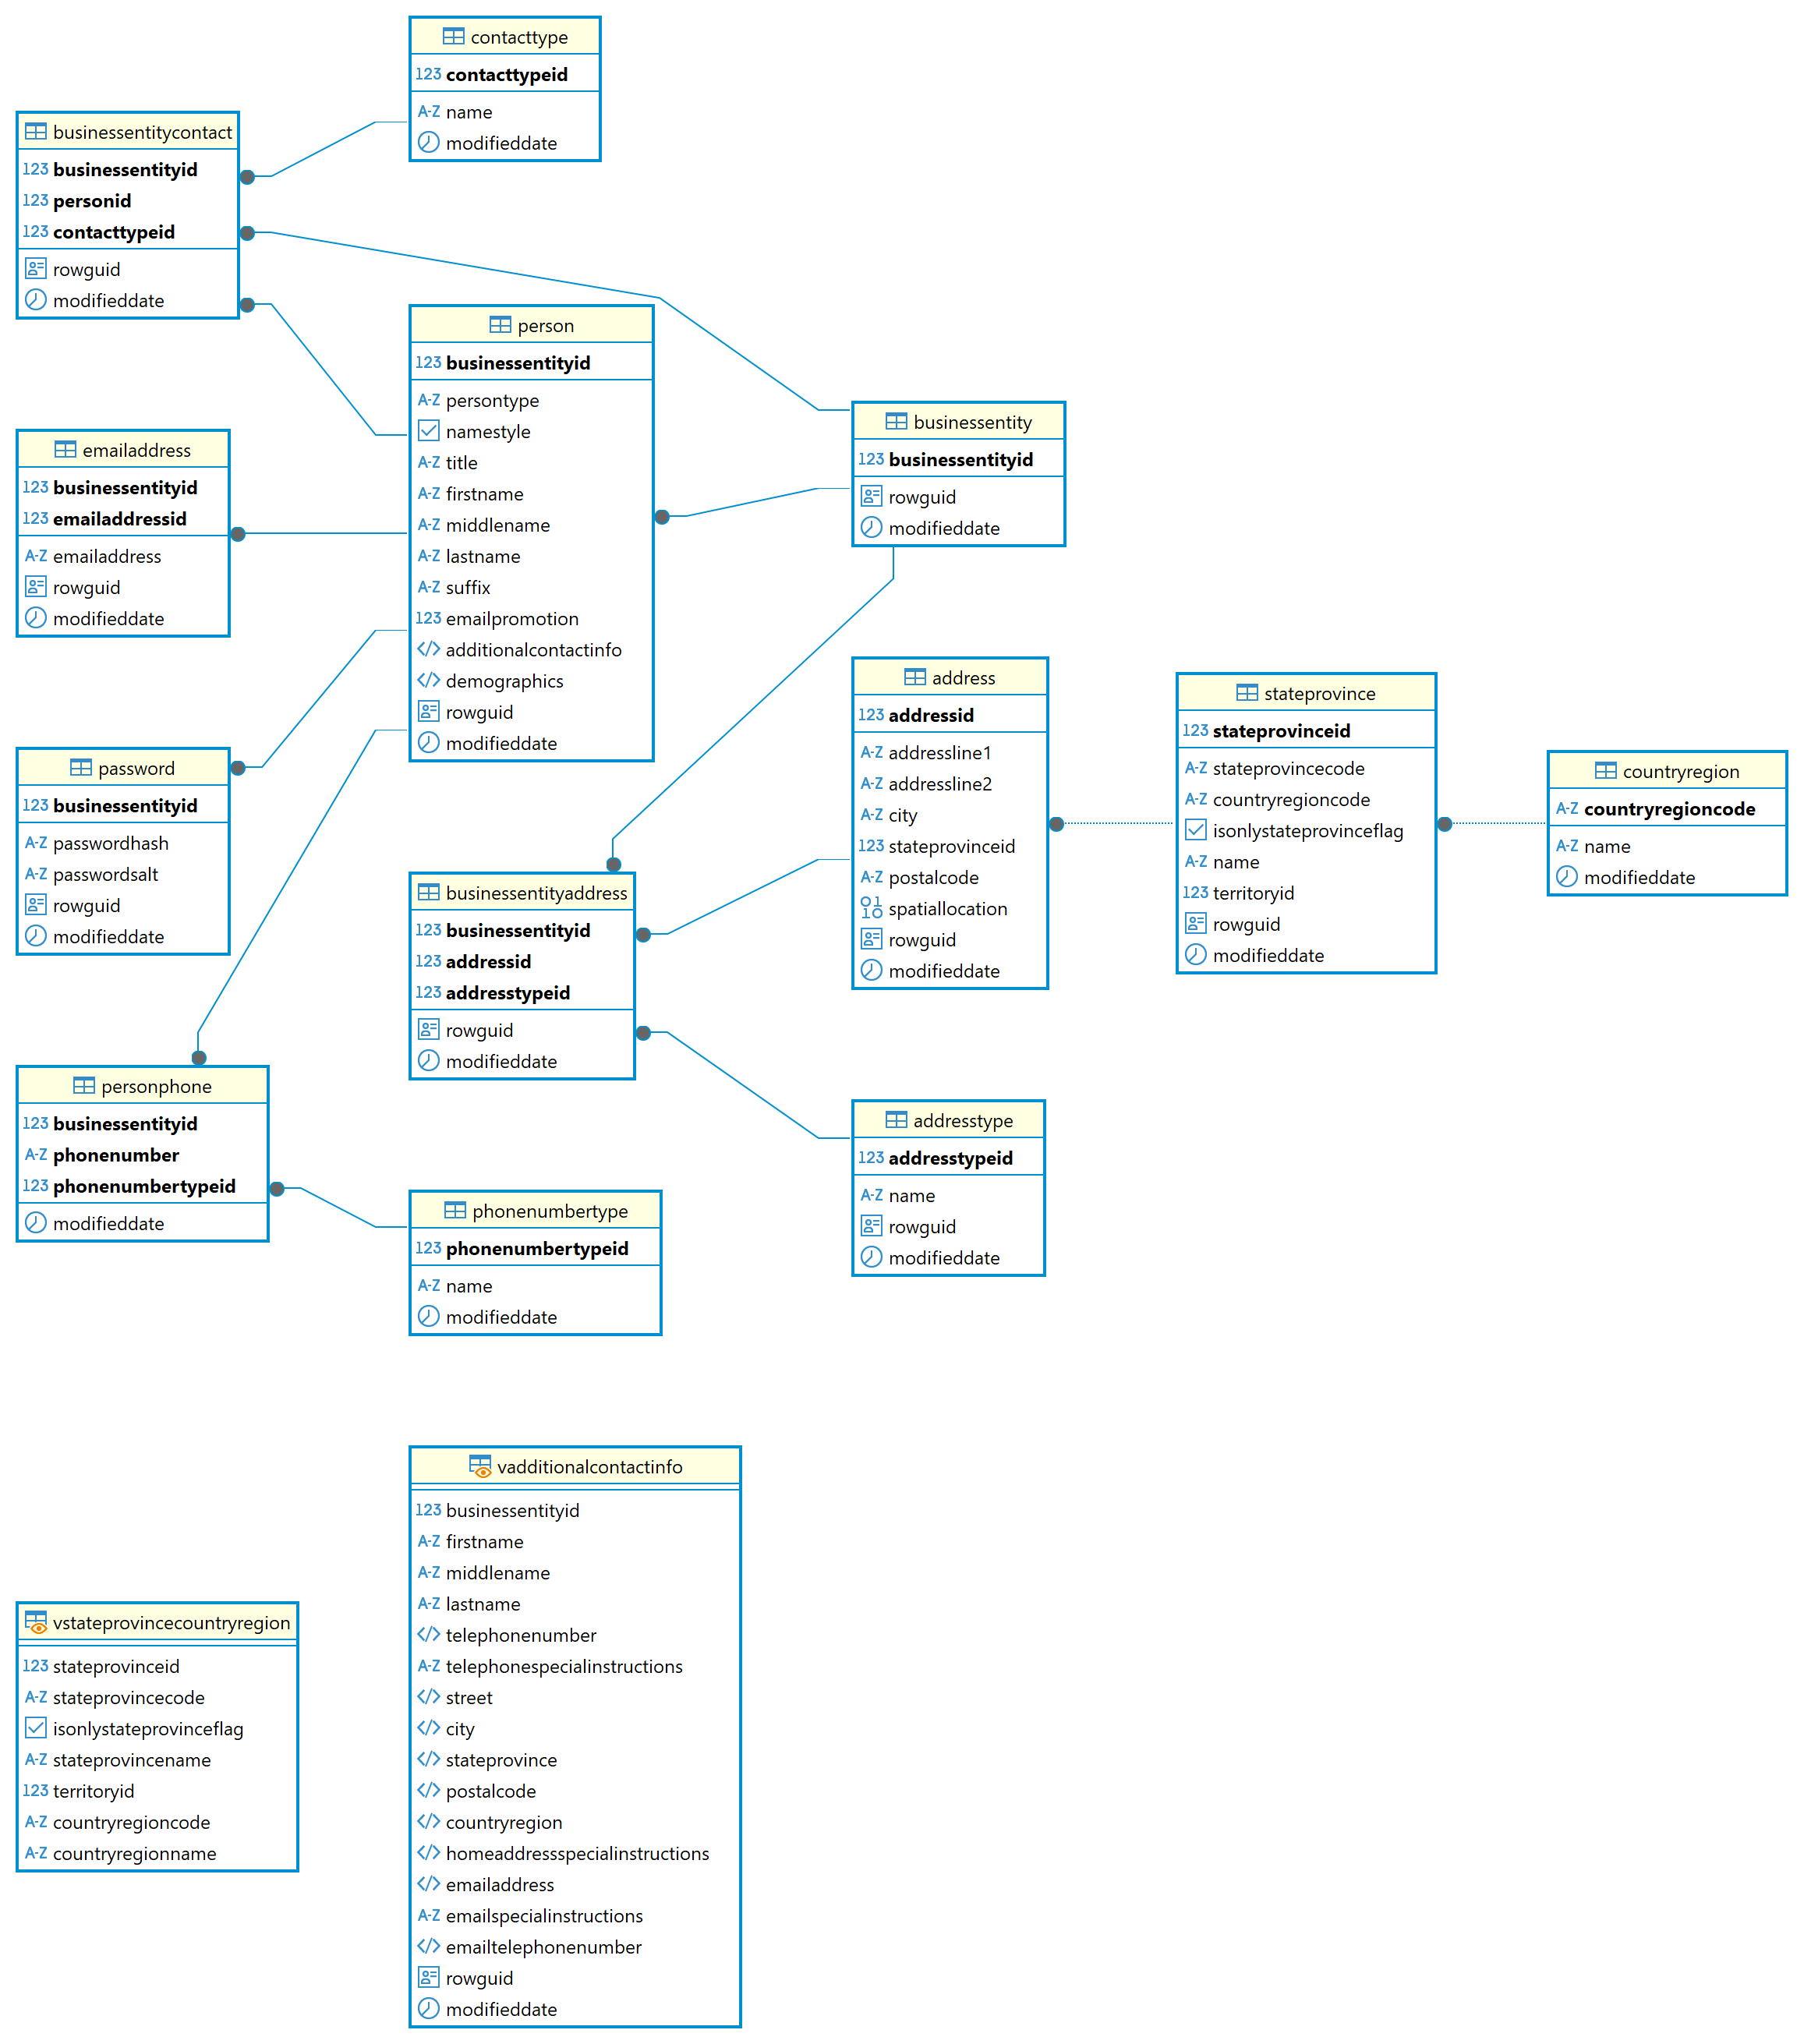 contacttype
123 contacttypeid
A-Z name
modifieddate
businessentitycontact
123 businessentityid
123 personid
123 contacttypeid
rowguid
modifieddate
person
123 businessentityid
A-Z persontype
namestyle
A-Z title
A-Z firstname
A-Z middlename
A-Z lastname
A-Z suffix
123 emailpromotion
</> additionalcontactinfo
</> demographics
rowguid
modifieddate
businessentity
123 businessentityid
rowguid
modifieddate
emailaddress
123 businessentityid
123 emailaddressid
A-Z emailaddress
rowguid
modifieddate
address
123 addressid
A-Z addressline1
A-Z addressline2
A-Z city
123 stateprovinceid
A-Z postalcode
01 10 spatiallocation
rowguid
modifieddate
stateprovince
123 stateprovinceid
A-Z stateprovincecode
A-Z countryregioncode
isonlystateprovinceflag
A-Z name
123 territoryid
rowguid
modifieddate
countryregion
A-Z countryregioncode
A-Z name
modifieddate
password
123 businessentityid
A-Z passwordhash
A-Z passwordsalt
rowguid
modifieddate
businessentityaddress
123 businessentityid
123 addressid
123 addresstypeid
rowguid
modifieddate
personphone
123 businessentityid
A-Z phonenumber
123 phonenumbertypeid
modifieddate
addresstype
123 addresstypeid
A-Z name
rowguid
modifieddate
phonenumbertype
123 phonenumbertypeid
A-Z name
modifieddate
vadditionalcontactinfo
123 businessentityid
A-Z firstname
A-Z middlename
A-Z lastname
</> telephonenumber
A-Z telephonespecialinstructions
</> street
</> city
</> stateprovince
</> postalcode
</> countryregion
</> homeaddressspecialinstructions
</> emailaddress
A-Z emailspecialinstructions
</> emailtelephonenumber
rowguid
modifieddate
vstateprovincecountryregion
123 stateprovinceid
A-Z stateprovincecode
isonlystateprovinceflag
A-Z stateprovincename
123 territoryid
A-Z countryregioncode
A-Z countryregionname